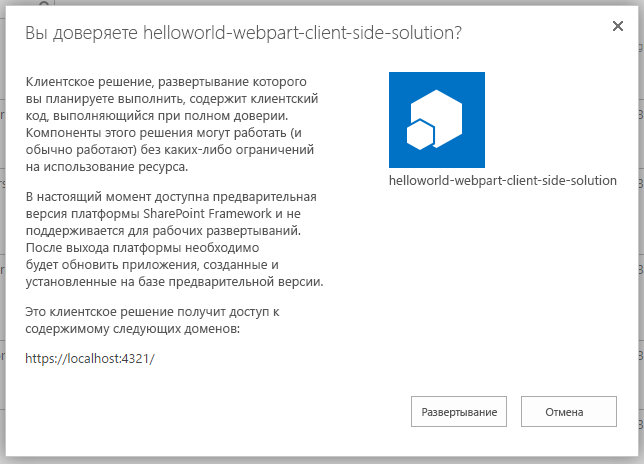 Вы доверяете helloworld-webpart-client-side-solution?
Клиентское решение, развертывание которого
вы планируете выполнить, содержит клиентский
код, выполняющийся при полном доверии.
Компоненты этого решения могут работать (и
обычно работают) без каких-либо ограничений
на использование ресурса.
В настоящий момент доступна предварительная
версия платформы SharePoint Framework и не
поддерживается для рабочих развертываний.
После выхода платформы необходимо
будет обновить приложения, созданные и
установленные на базе предварительной версии.
Это клиентское решение получит доступ к
содержимому следующих доменов:
https://localhost:4321/
helloworld-webpart-client-side-solution
Развертывание
Отмена